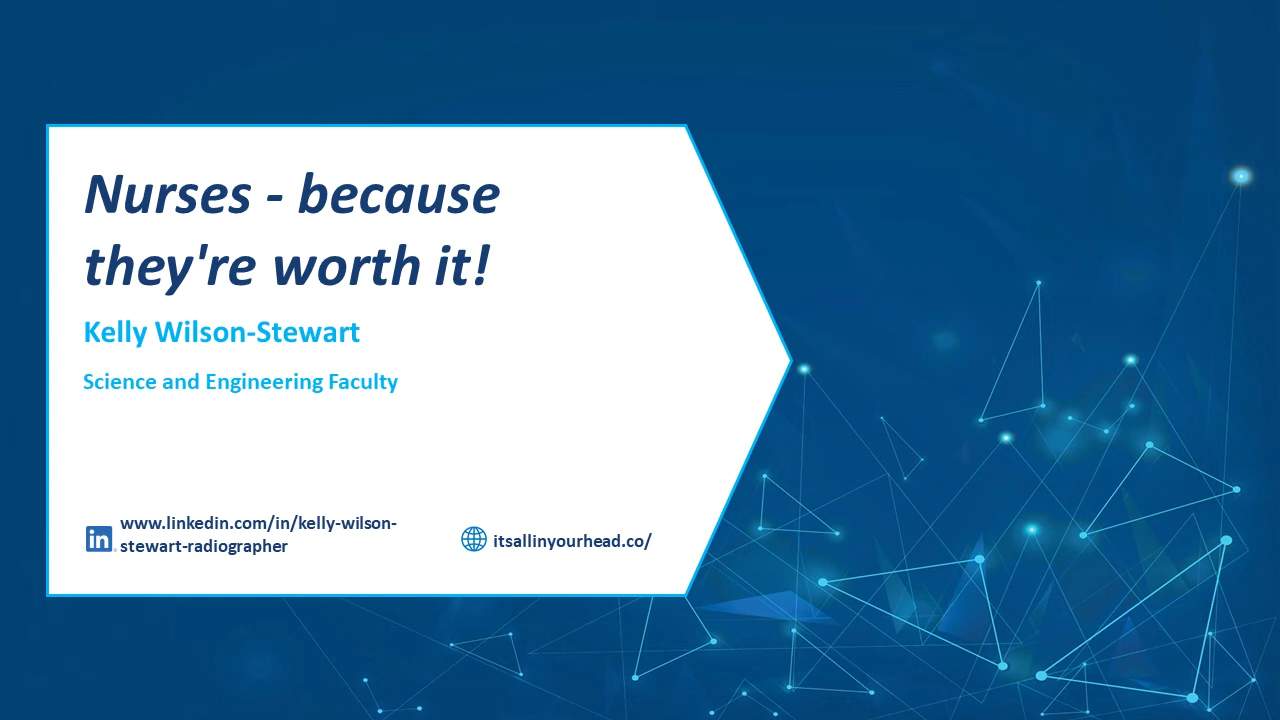 Nurses - because
they're worth it!
Kelly Wilson-Stewart
Science and Engineering Faculty
www.linkedin.com/in/kelly-wilson-
stewart-radiographer
itsallinyourhead.co/